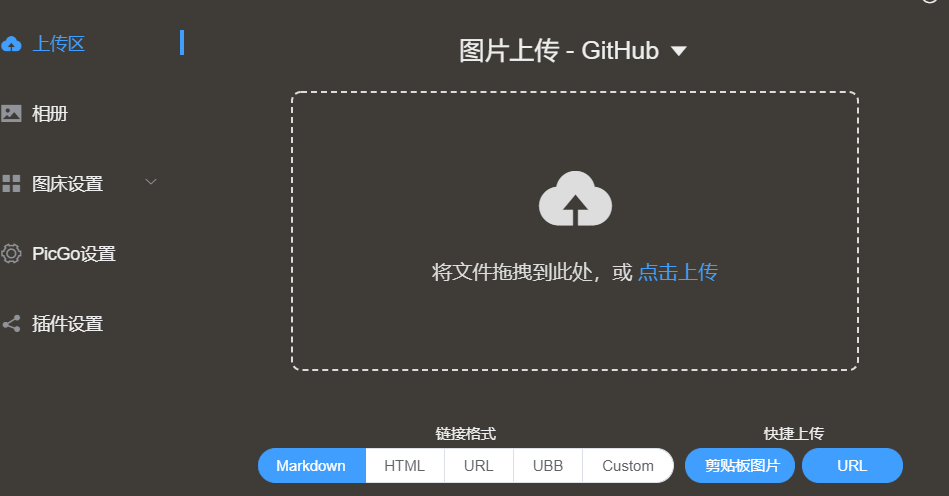 上传区
相册
图床设置
PicGo设置
插件设置
图片上传 - GitHub
将文件拖拽到此处，或 点击上传
链接格式
Markdown HTML URL UBB Custom
快捷上传
剪贴板图片 URL